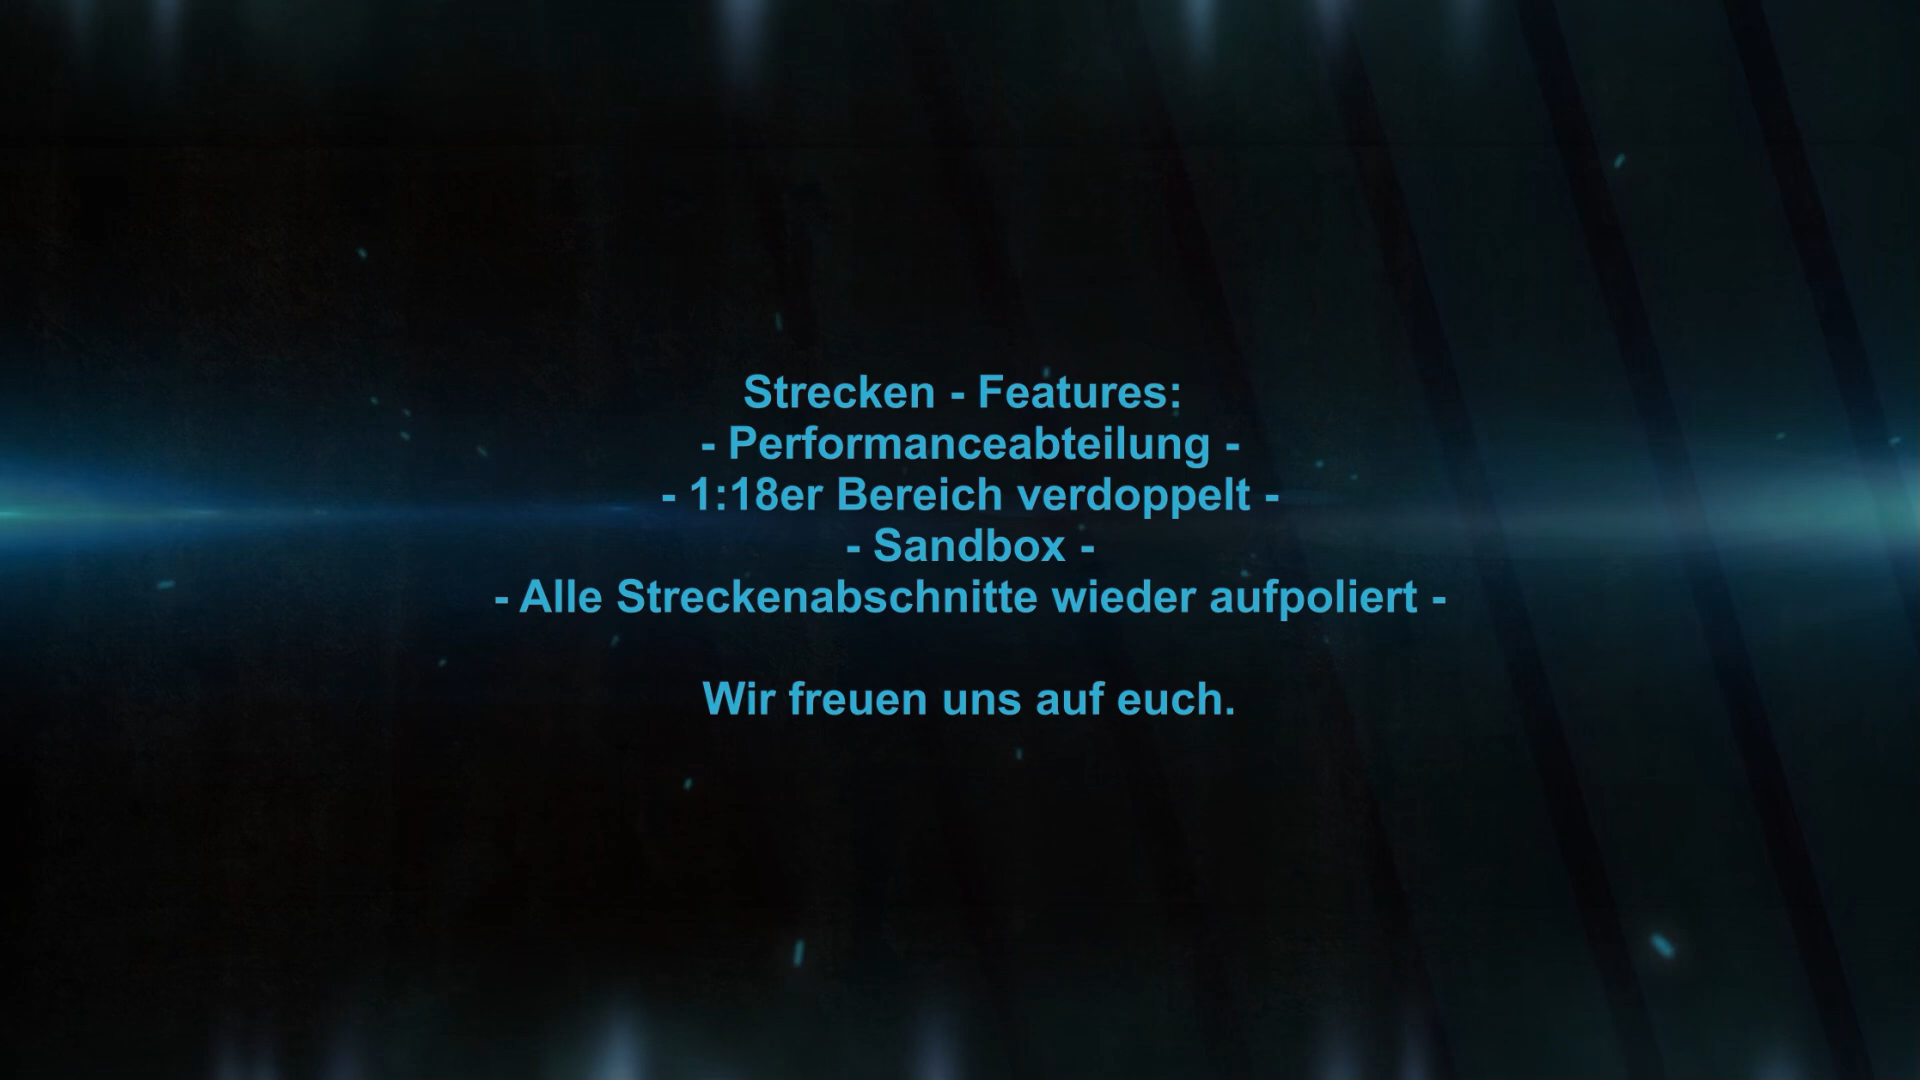 Strecken - Features:
- Performanceabteilung -
- 1:18er Bereich verdoppelt -
- Sandbox -
- Alle Streckenabschnitte wieder aufpoliert -
Wir freuen uns auf euch.